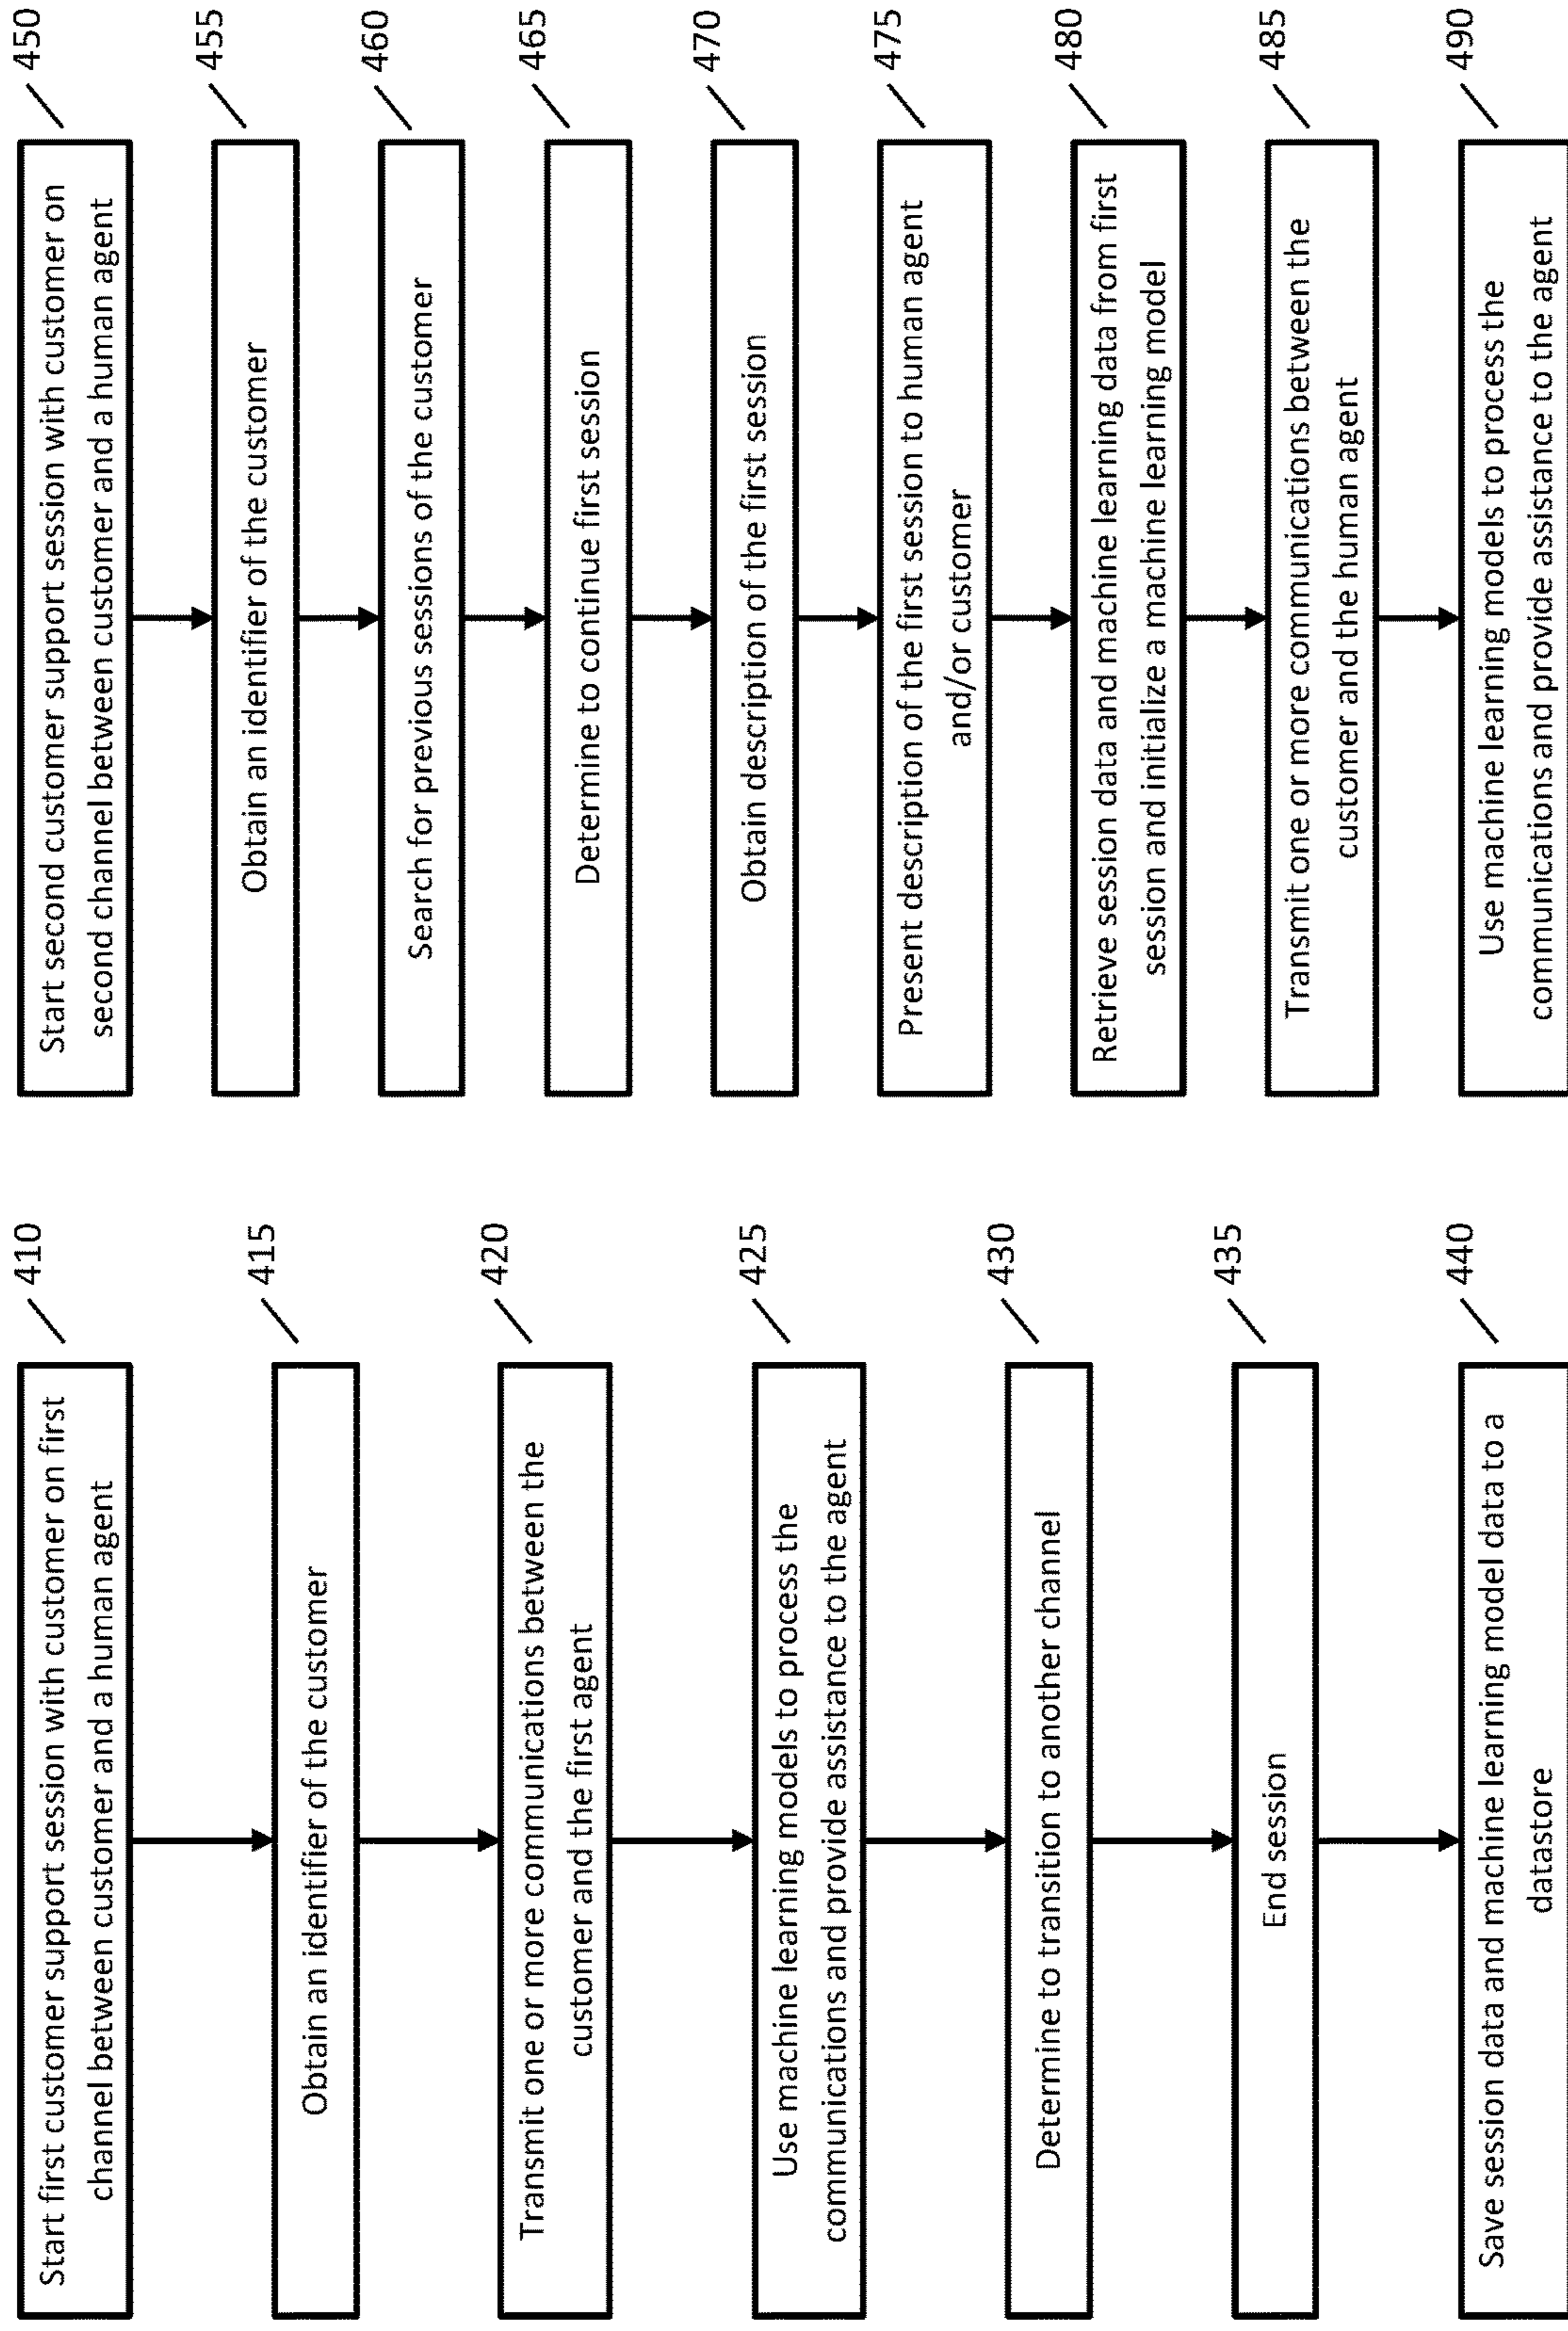 Start first customer support session with customer on first
channel between customer and a human agent
410
Obtain an identifier of the customer
415
Transmit one or more communications between the
customer and the first agent
420
Use machine learning models to process the
communications and provide assistance to the agent
425
Determine to transition to another channel
430
End session
435
Save session data and machine learning model data to a
datastore
440
Start second customer support session with customer on
second channel between customer and a human agent
450
Obtain an identifier of the customer
455
Search for previous sessions of the customer
460
Determine to continue first session
465
Obtain description of the first session
470
Present description of the first session to human agent
and/or customer
475
Retrieve session data and machine learning data from first
session and initialize a machine learning model
480
Transmit one or more communications between the
customer and the human agent
485
Use machine learning models to process the
communications and provide assistance to the agent
490